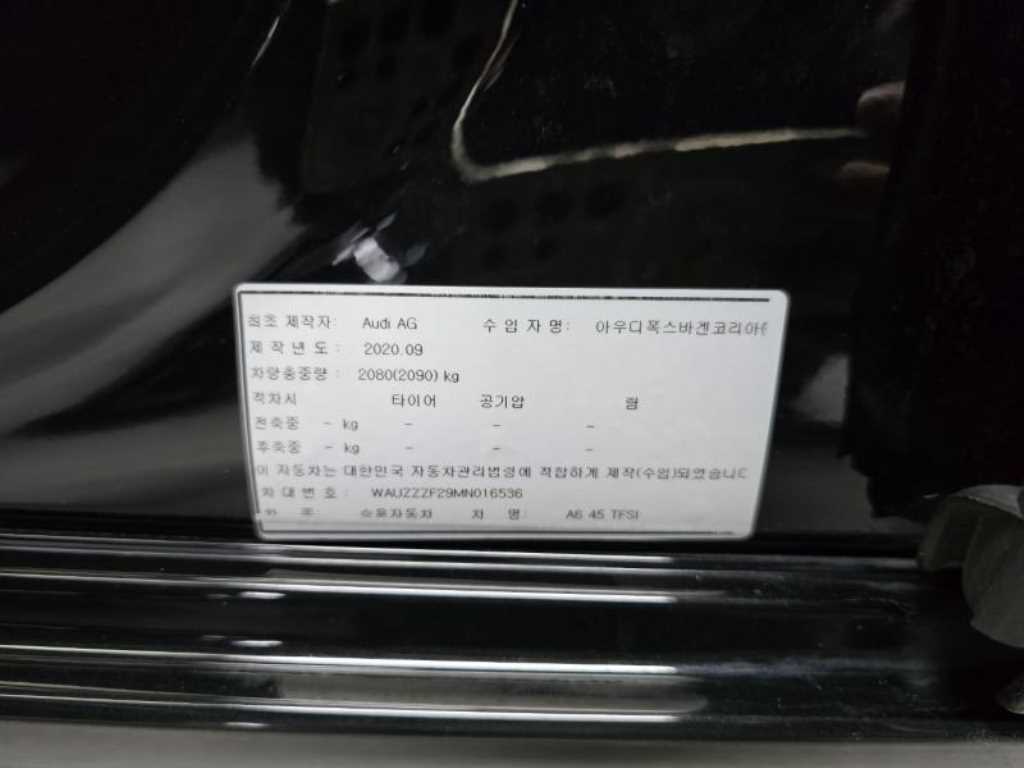 최초 제작자: Audi AG 수 입 자 명: 아우디폭스바겐코리아(
제 작 년 도 : 2020.09
차량총중량 : 2080(2090) kg
적차시 타이어 공기압 림
전축중 - kg - - -
후축중 - kg - - -
이 자동차는 대한민국 자동차관리법령에 적합하게 제작(수입)되었습니다
차 대 번 호 : WAUZZZF29MN016536
차 종: 승용자동차 차 명: A6 45 TFSI